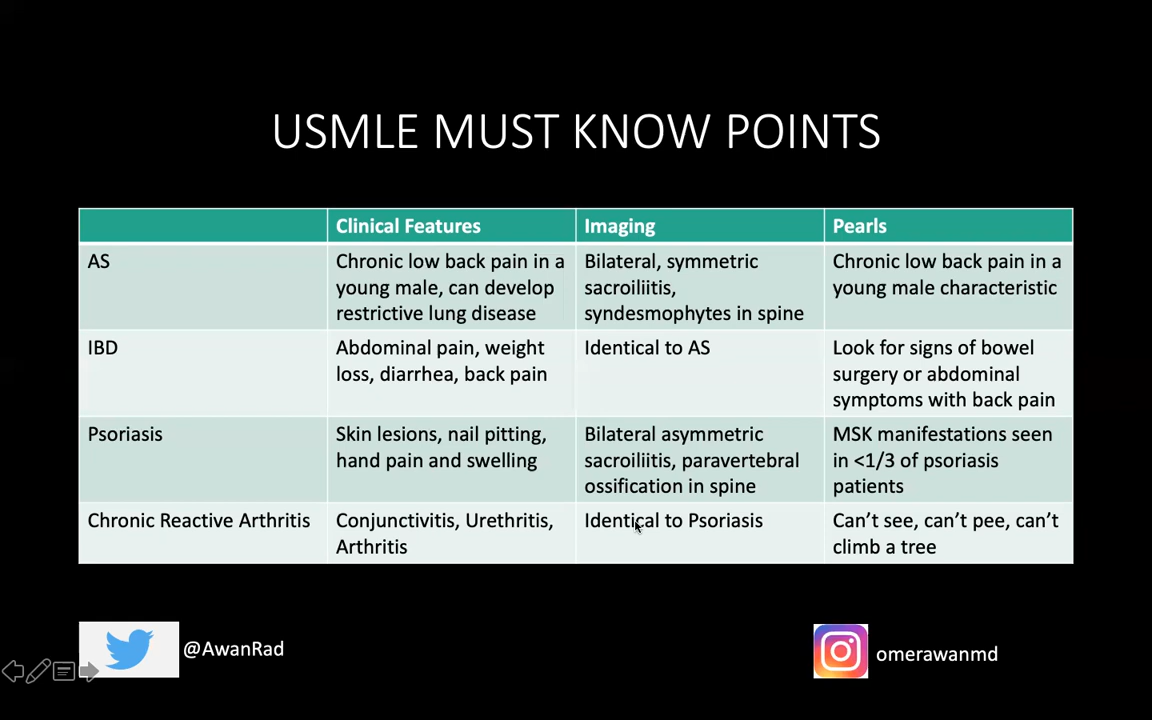 USMLE MUST KNOW POINTS
Clinical Features
Imaging
Pearls
AS
Chronic low back pain in a
young male, can develop
restrictive lung disease
Bilateral, symmetric
sacroiliitis,
syndesmophytes in spine
Chronic low back pain in a
young male characteristic
IBD
Abdominal pain, weight
loss, diarrhea, back pain
Identical to AS
Look for signs of bowel
surgery or abdominal
symptoms with back pain
Psoriasis
Skin lesions, nail pitting,
hand pain and swelling
Bilateral asymmetric
sacroiliitis, paravertebral
ossification in spine
MSK manifestations seen
in <1/3 of psoriasis
patients
Chronic Reactive Arthritis
Conjunctivitis, Urethritis,
Arthritis
Identical to Psoriasis
Can’t see, can’t pee, can’t
climb a tree
@AwanRad
omerawanmd